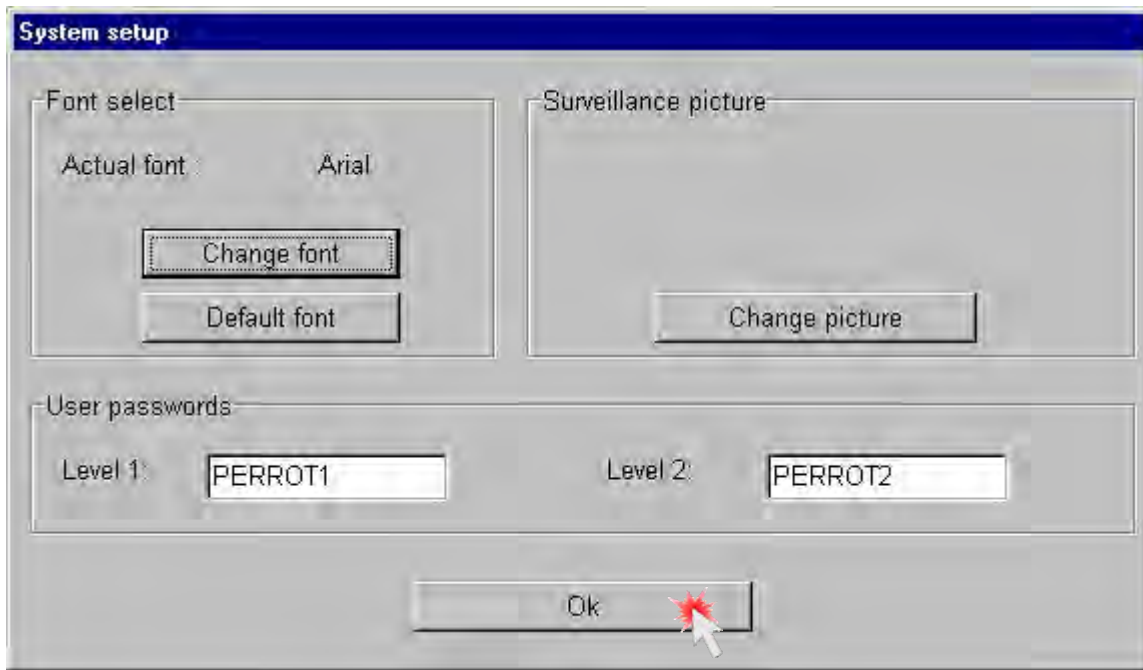 System setup
Font select
Actual font : Arial
Change font
Default font
Surveillance picture
Change picture
User passwords
Level 1: PERROT1
Level 2: PERROT2
Ok